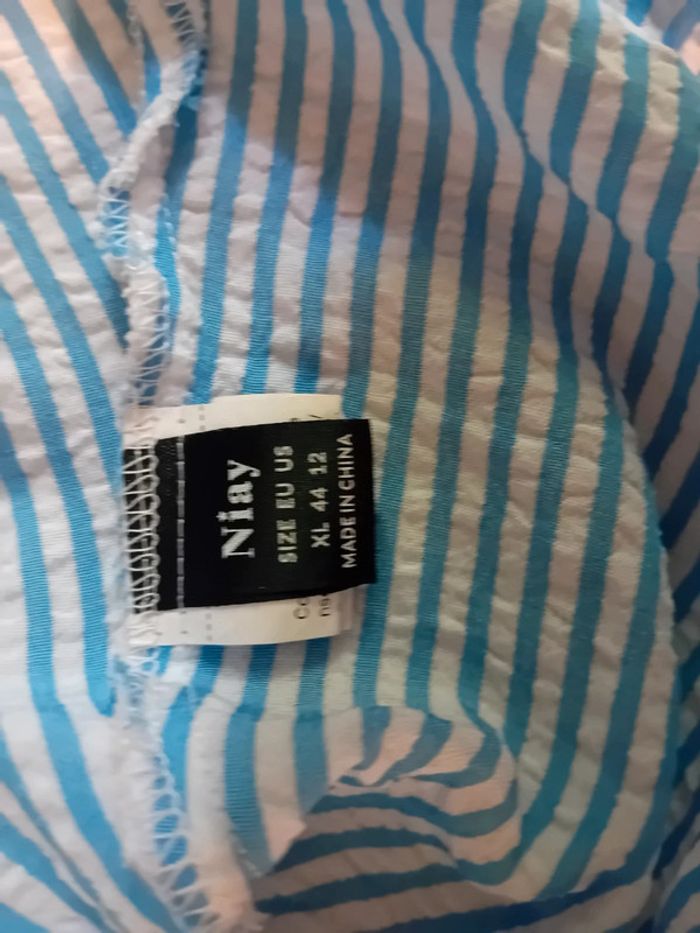 Niay
SIZE EU US
XL 44 12
MADE IN CHINA